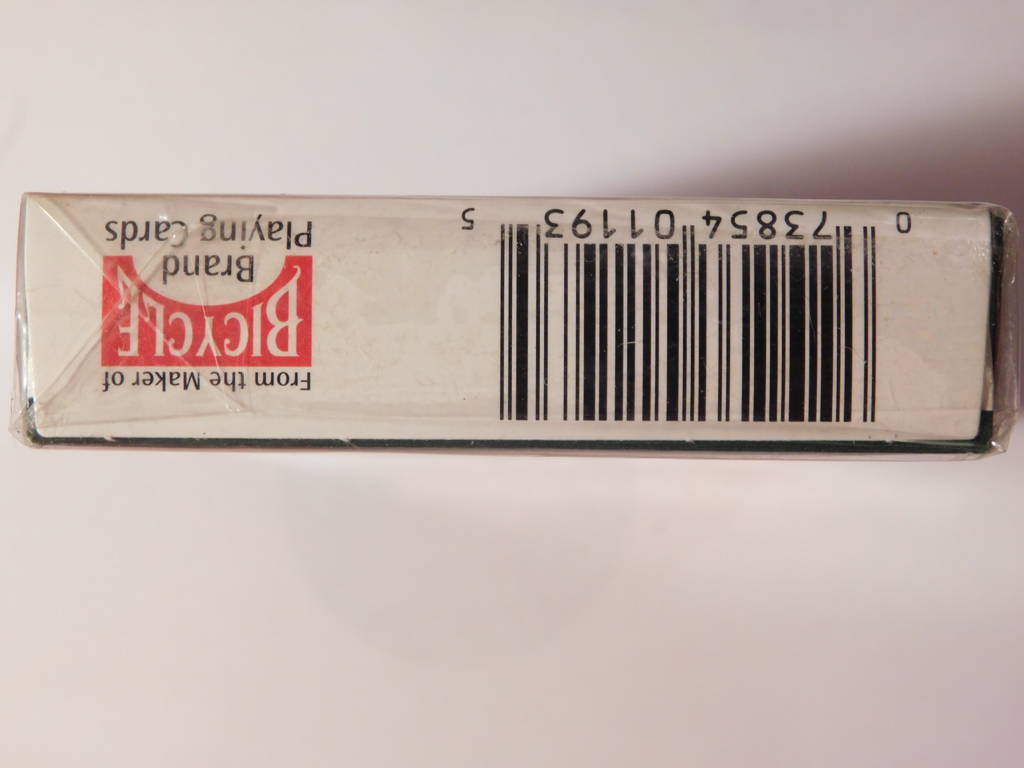 From the Maker of
BICYCLE
Brand
Playing Cards
0 73854 01193 5